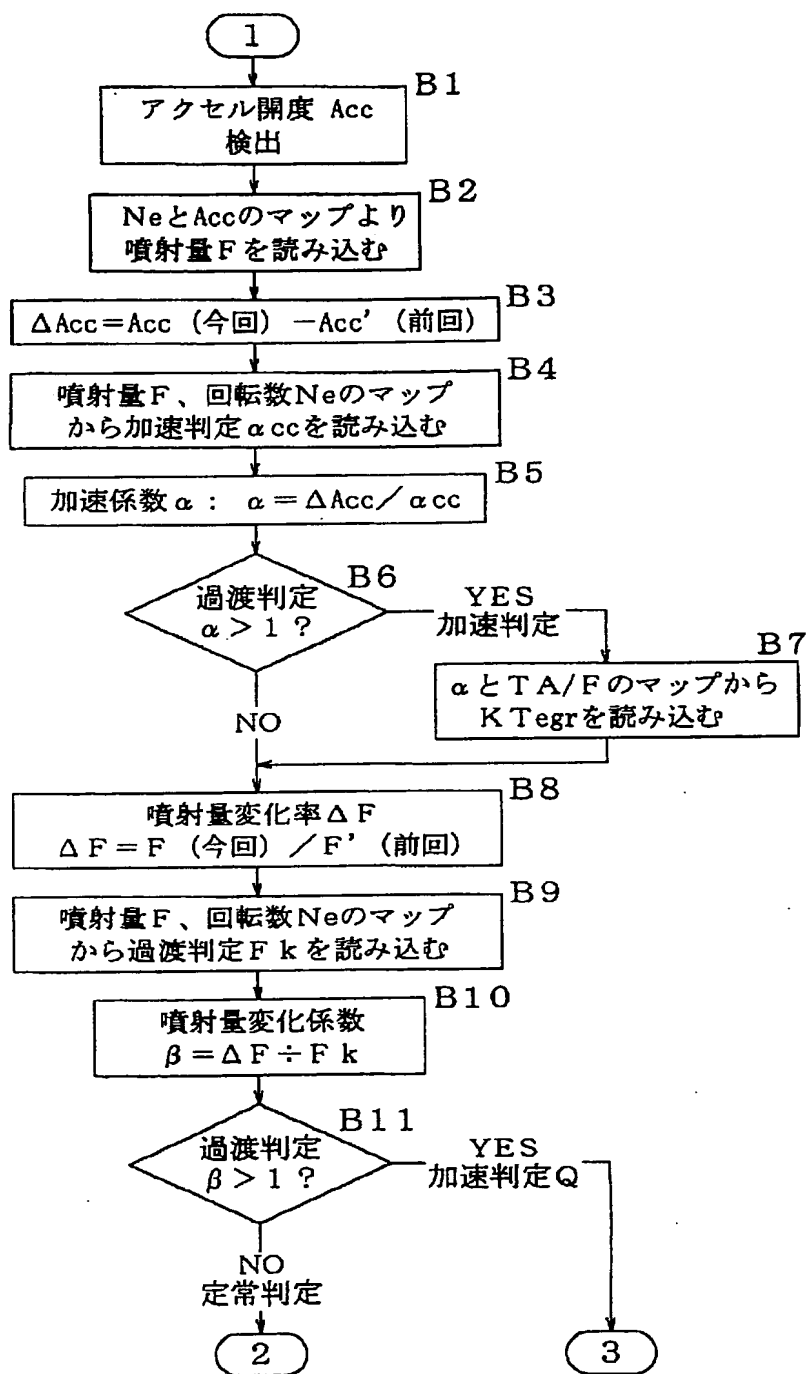 1
B1
アクセル開度 Acc
検出
B2
NeとAccのマップより
噴射量Fを読み込む
B3
ΔAcc=Acc (今回) -Acc' (前回)
B4
噴射量F、回転数Neのマップ
から加速判定αccを読み込む
B5
加速係数α: α=ΔAcc/αcc
B6
過渡判定
α>1?
YES
加速判定
B7
αとTA/Fのマップから
KTegrを読み込む
NO
B8
噴射量変化率ΔF
ΔF=F (今回) /F' (前回)
B9
噴射量F、回転数Neのマップ
から過渡判定Fkを読み込む
B10
噴射量変化係数
β=ΔF÷Fk
B11
過渡判定
β>1?
YES
加速判定Q
NO
定常判定
2
3